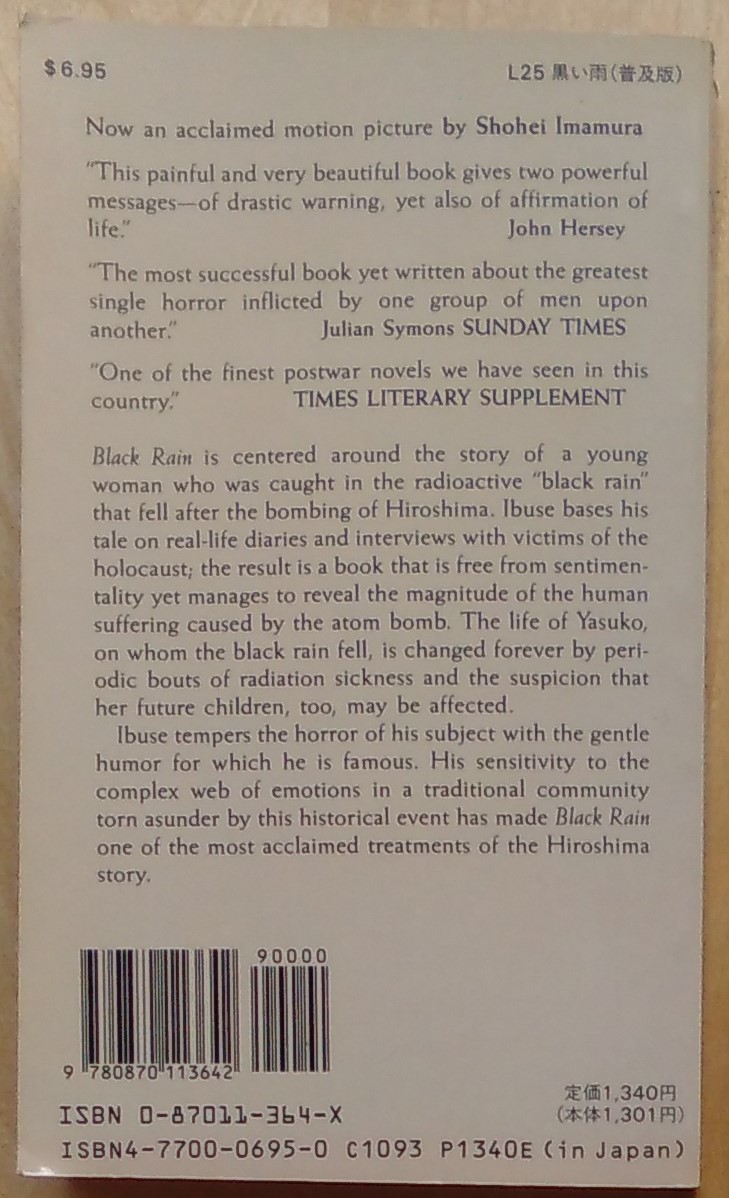 $6.95
L25 黒い雨(普及版)
Now an acclaimed motion picture by Shohei Imamura
"This painful and very beautiful book gives two powerful
messages—of drastic warning, yet also of affirmation of
life."
John Hersey
"The most successful book yet written about the greatest
single horror inflicted by one group of men upon
another."
Julian Symons SUNDAY TIMES
"One of the finest postwar novels we have seen in this
country."
TIMES LITERARY SUPPLEMENT
Black Rain is centered around the story of a young
woman who was caught in the radioactive "black rain"
that fell after the bombing of Hiroshima. Ibuse bases his
tale on real-life diaries and interviews with victims of the
holocaust; the result is a book that is free from sentimen-
tality yet manages to reveal the magnitude of the human
suffering caused by the atom bomb. The life of Yasuko,
on whom the black rain fell, is changed forever by peri-
odic bouts of radiation sickness and the suspicion that
her future children, too, may be affected.
Ibuse tempers the horror of his subject with the gentle
humor for which he is famous. His sensitivity to the
complex web of emotions in a traditional community
torn asunder by this historical event has made Black Rain
one of the most acclaimed treatments of the Hiroshima
story.
90000
9 780870 113642
定価1,340円
(本体1,301円)
ISBN 0-87011-364-X
ISBN4-7700-0695-0 C1093 P1340E (in Japan)